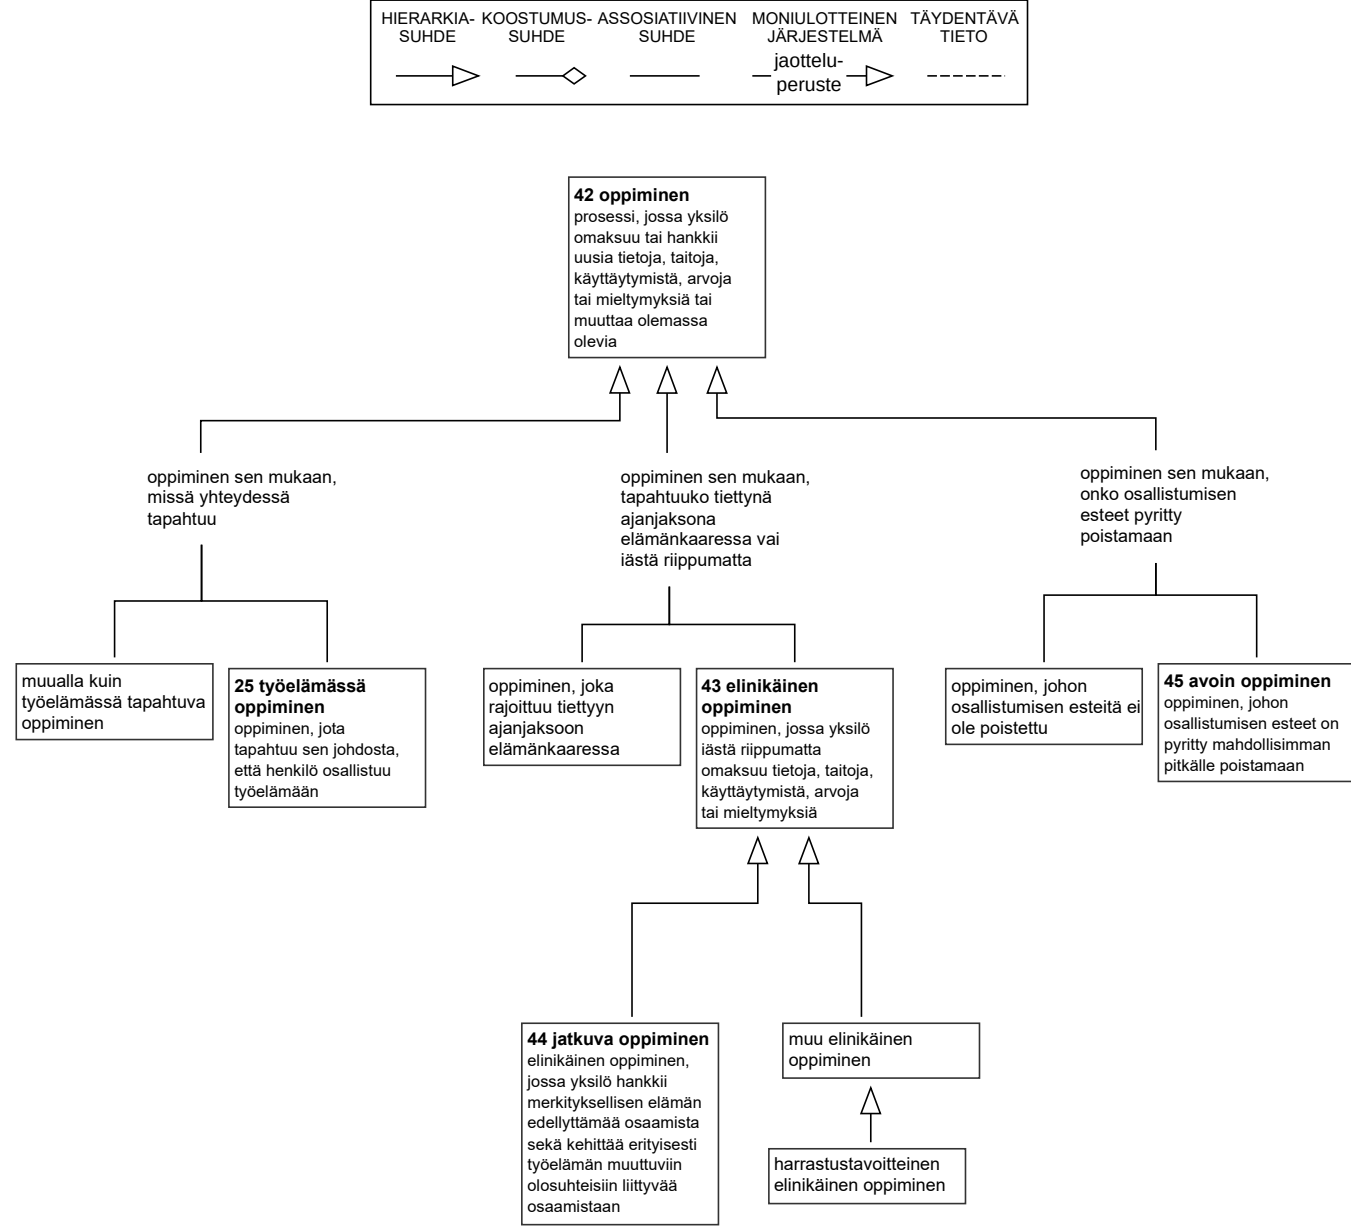 HIERARKIA-
SUHDE
KOOSTUMUS-
SUHDE
ASSOSIATIIVINEN
SUHDE
MONIULOTTEINEN
JÄRJESTELMÄ
TÄYDENTÄVÄ
TIETO
jaottelu-
peruste
42 oppiminen
prosessi, jossa yksilö
omaksuu tai hankkii
uusia tietoja, taitoja,
käyttäytymistä, arvoja
tai mieltymyksiä tai
muuttaa olemassa
olevia
oppiminen sen mukaan,
missä yhteydessä
tapahtuu
oppiminen sen mukaan,
tapahtuuko tiettynä
ajanjaksona
elämänkaaressa vai
iästä riippumatta
oppiminen sen mukaan,
onko osallistumisen
esteet pyritty
poistamaan
muualla kuin
työelämässä tapahtuva
oppiminen
25 työelämässä
oppiminen
oppiminen, jota
tapahtuu sen johdosta,
että henkilö osallistuu
työelämään
oppiminen, joka
rajoittuu tiettyyn
ajanjaksoon
elämänkaaressa
43 elinikäinen
oppiminen
oppiminen, jossa yksilö
iästä riippumatta
omaksuu tietoja, taitoja,
käyttäytymistä, arvoja
tai mieltymyksiä
oppiminen, johon
osallistumisen esteitä ei
ole poistettu
45 avoin oppiminen
oppiminen, johon
osallistumisen esteet on
pyritty mahdollisimman
pitkälle poistamaan
44 jatkuva oppiminen
elinikäinen oppiminen,
jossa yksilö hankkii
merkityksellisen elämän
edellyttämää osaamista
sekä kehittää erityisesti
työelämän muuttuviin
olosuhteisiin liittyvää
osaamistaan
muu elinikäinen
oppiminen
harrastustavoitteinen
elinikäinen oppiminen